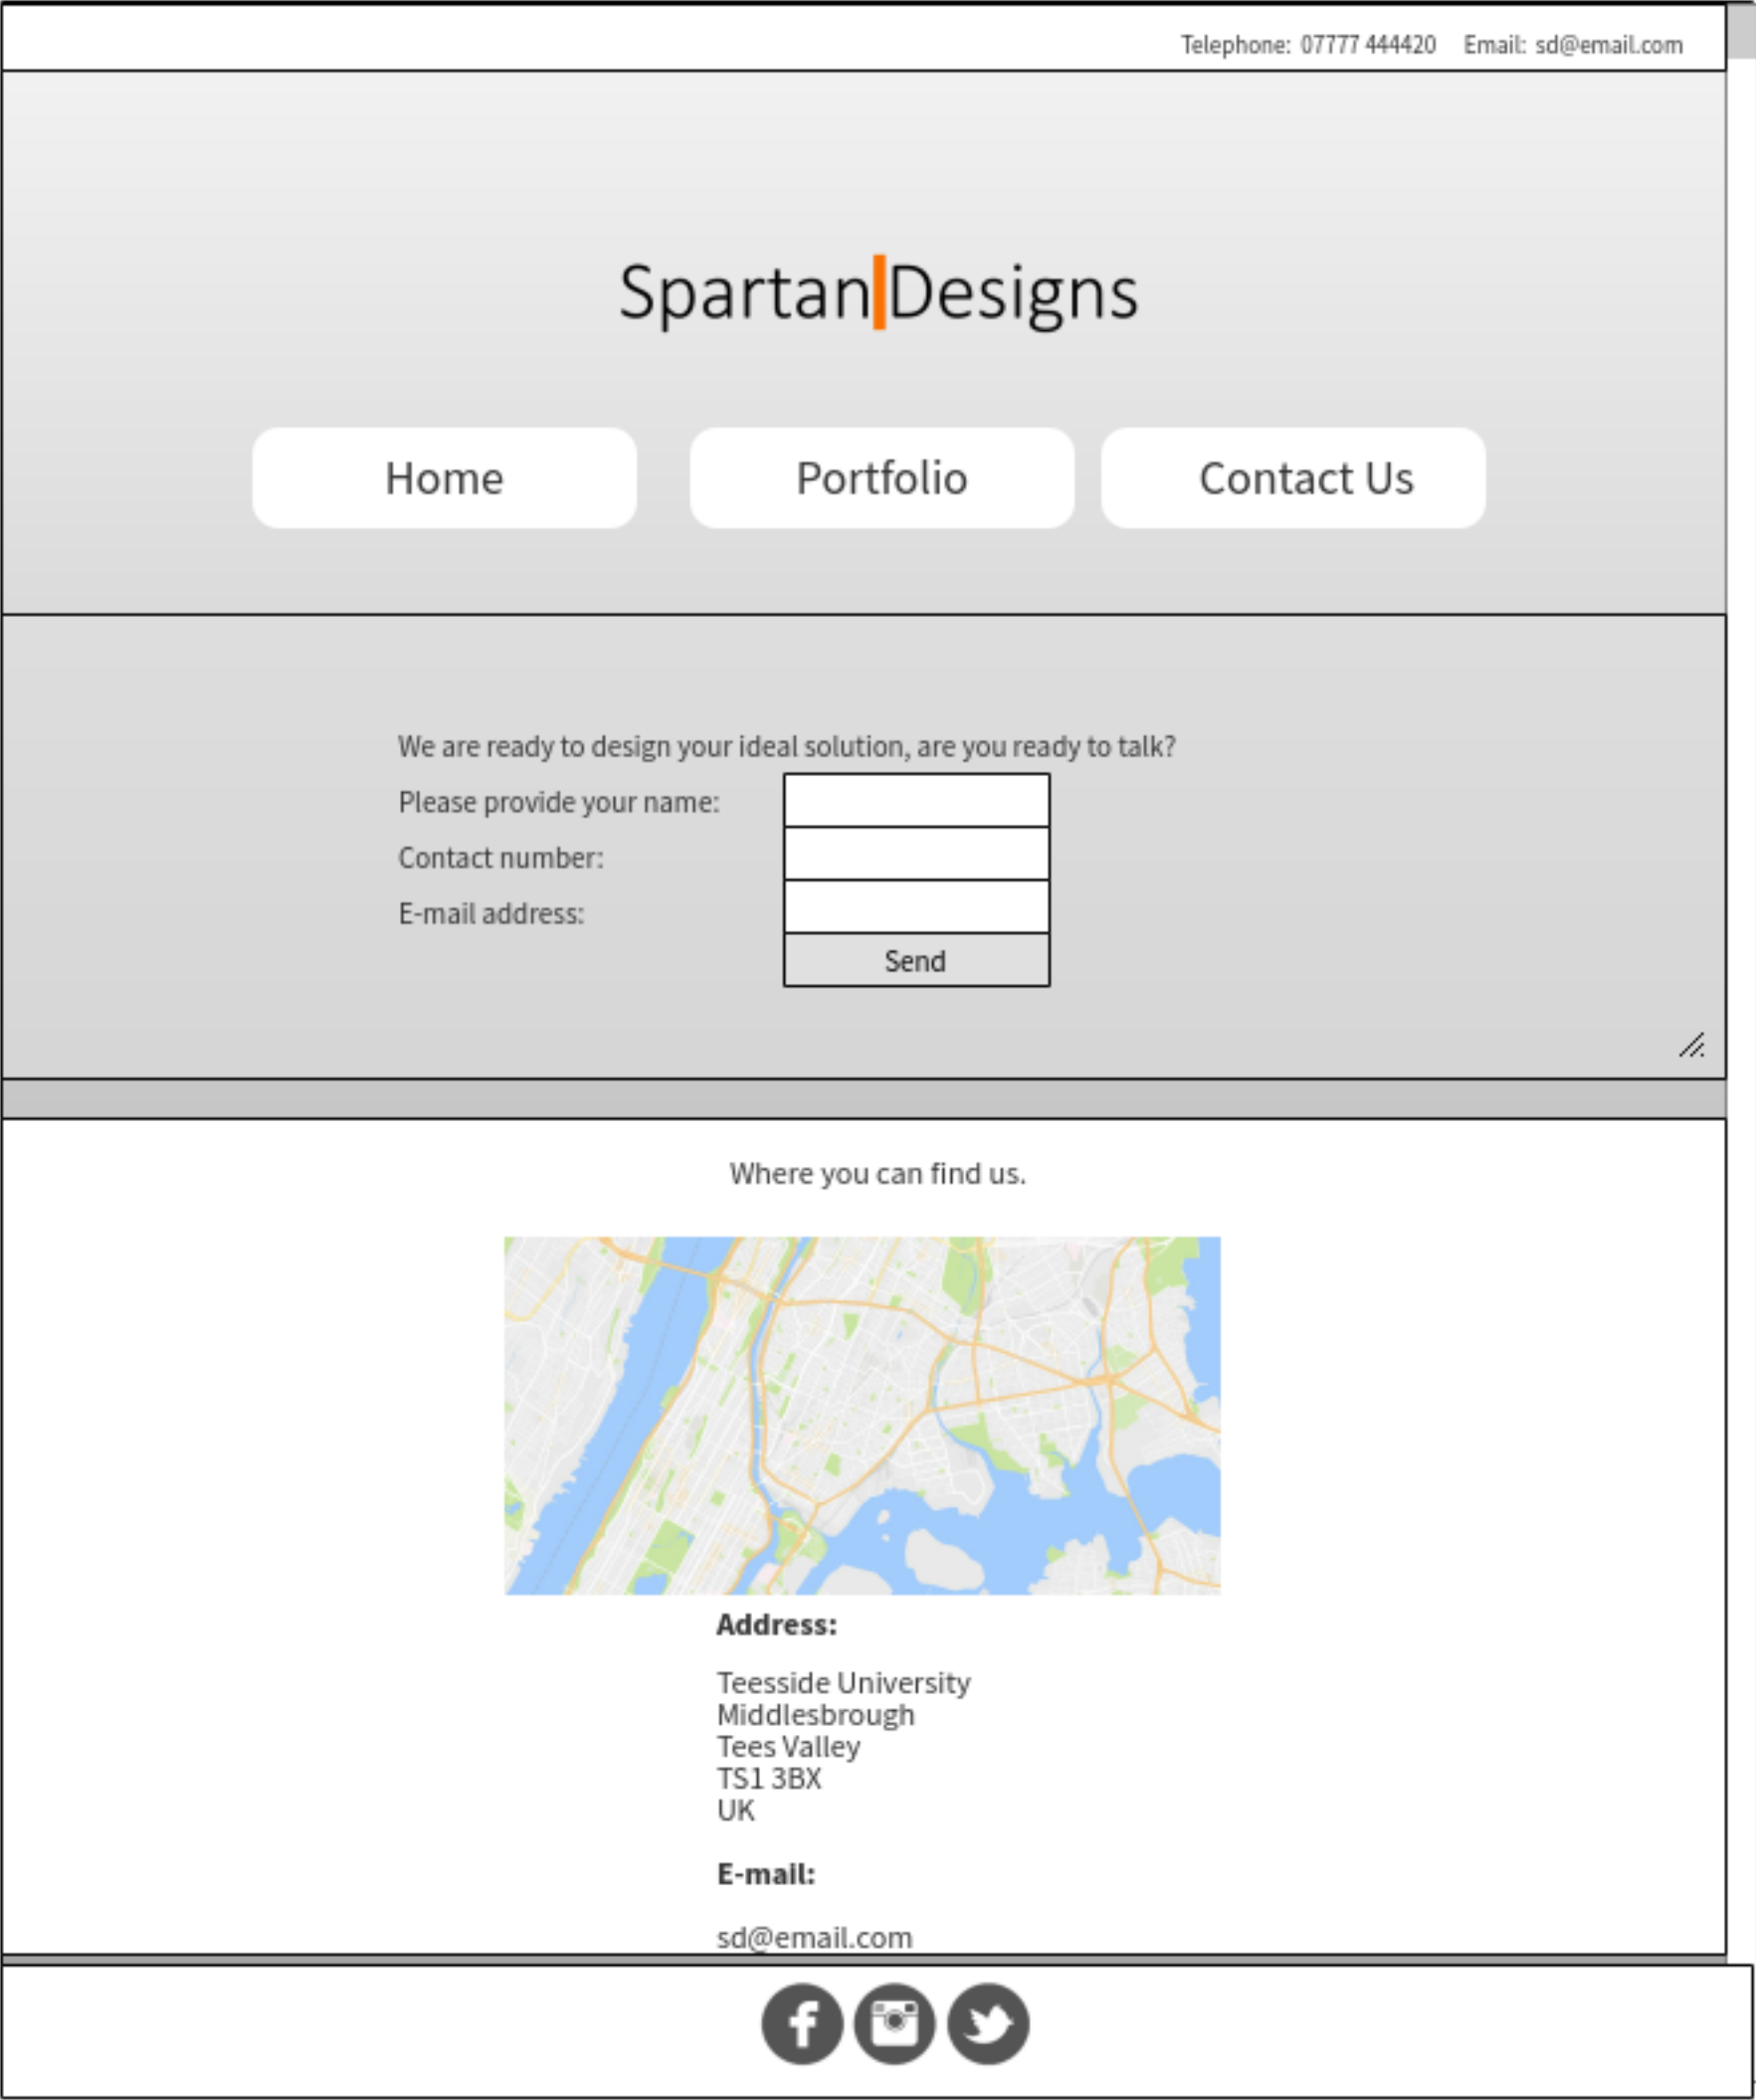 Telephone: 07777 444420 Email: sd@email.com
Spartan Designs
Home Portfolio Contact Us
We are ready to design your ideal solution, are you ready to talk?
Please provide your name:
Contact number:
E-mail address:
Send
Where you can find us.
Address:
Teesside University
Middlesbrough
Tees Valley
TS1 3BX
UK
E-mail:
sd@email.com